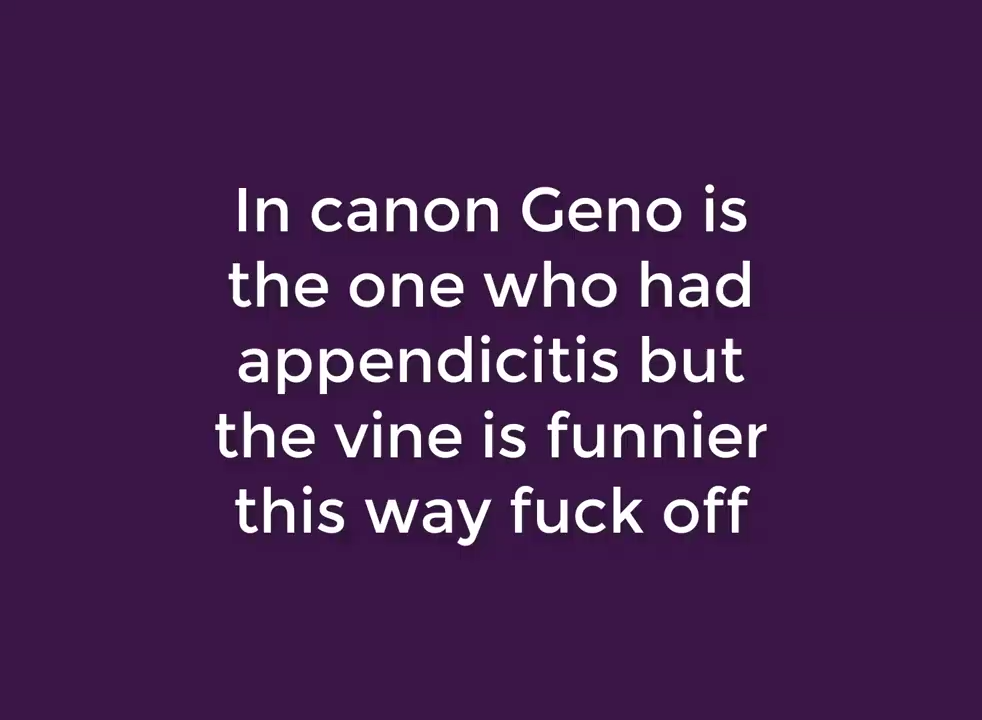 In canon Geno is
the one who had
appendicitis but
the vine is funnier
this way fuck off